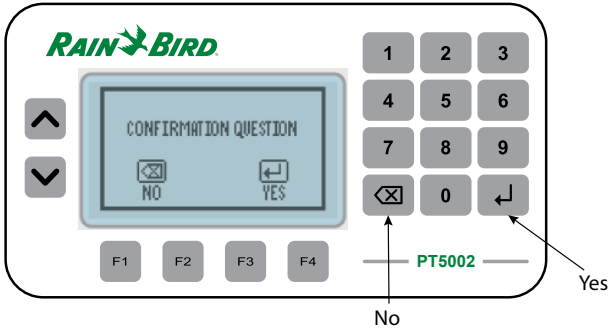 RAIN BIRD
CONFIRMATION QUESTION
NO YES
1 2 3
4 5 6
7 8 9
0
F1 F2 F3 F4
PT5002
Yes
No